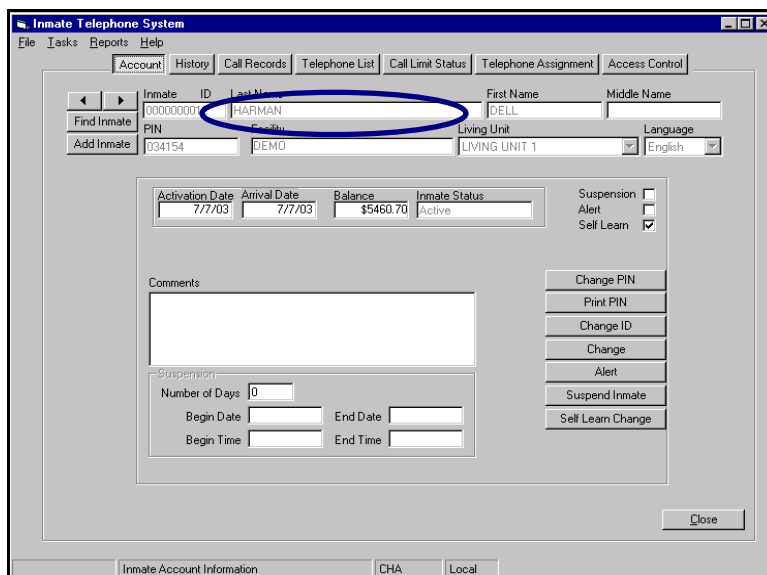 Inmate Telephone System
File Tasks Reports Help
Account History Call Records Telephone List Call Limit Status Telephone Assignment Access Control
Inmate ID Last Name First Name Middle Name
HARMAN DELL
Find Inmate
PIN Facility Living Unit Language
Add Inmate 034154 DEMO LIVING UNIT 1 English
Activation Date Arrival Date Balance Inmate Status
7/7/03 7/7/03 $5460.70 Active
Suspension
Alert
Self Learn
Comments
Change PIN
Print PIN
Change ID
Change
Alert
Suspend Inmate
Self Learn Change
Suspension
Number of Days 0
Begin Date End Date
Begin Time End Time
Close
Inmate Account Information CHA Local